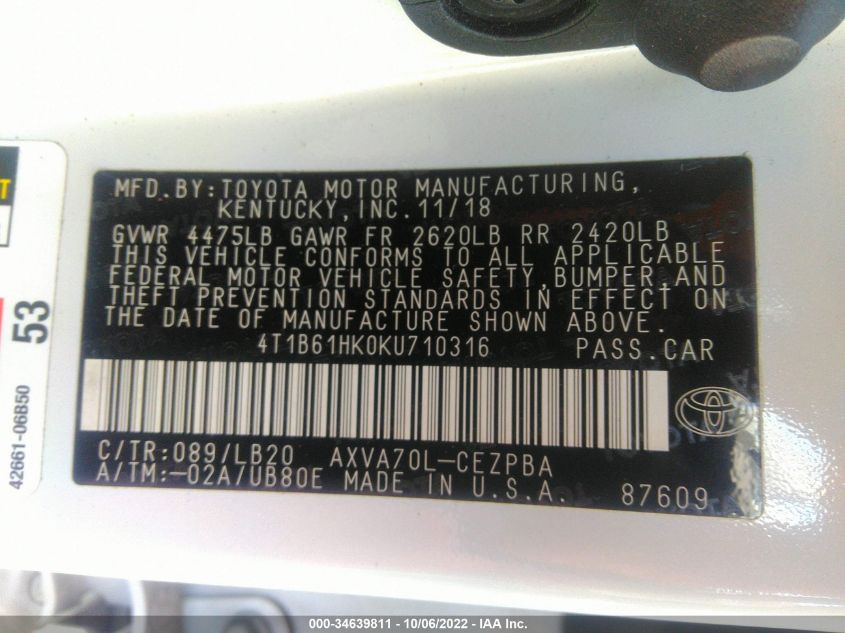 MFD. BY: TOYOTA MOTOR MANUFACTURING,
KENTUCKY, INC. 11/18
GVWR 4475LB GAWR FR 2620LB RR 2420LB
THIS VEHICLE CONFORMS TO ALL APPLICABLE
FEDERAL MOTOR VEHICLE SAFETY, BUMPER, AND
THEFT PREVENTION STANDARDS IN EFFECT ON
THE DATE OF MANUFACTURE SHOWN ABOVE.
4T1B61HK0KU710316 PASS. CAR
C/TR: 089/LB20 AXVA70L-CEZPBA
A/TM:-02A/UB80E MADE IN U.S.A. 87609
53
42661-06B50
000-34639811 - 10/06/2022 - IAA Inc.